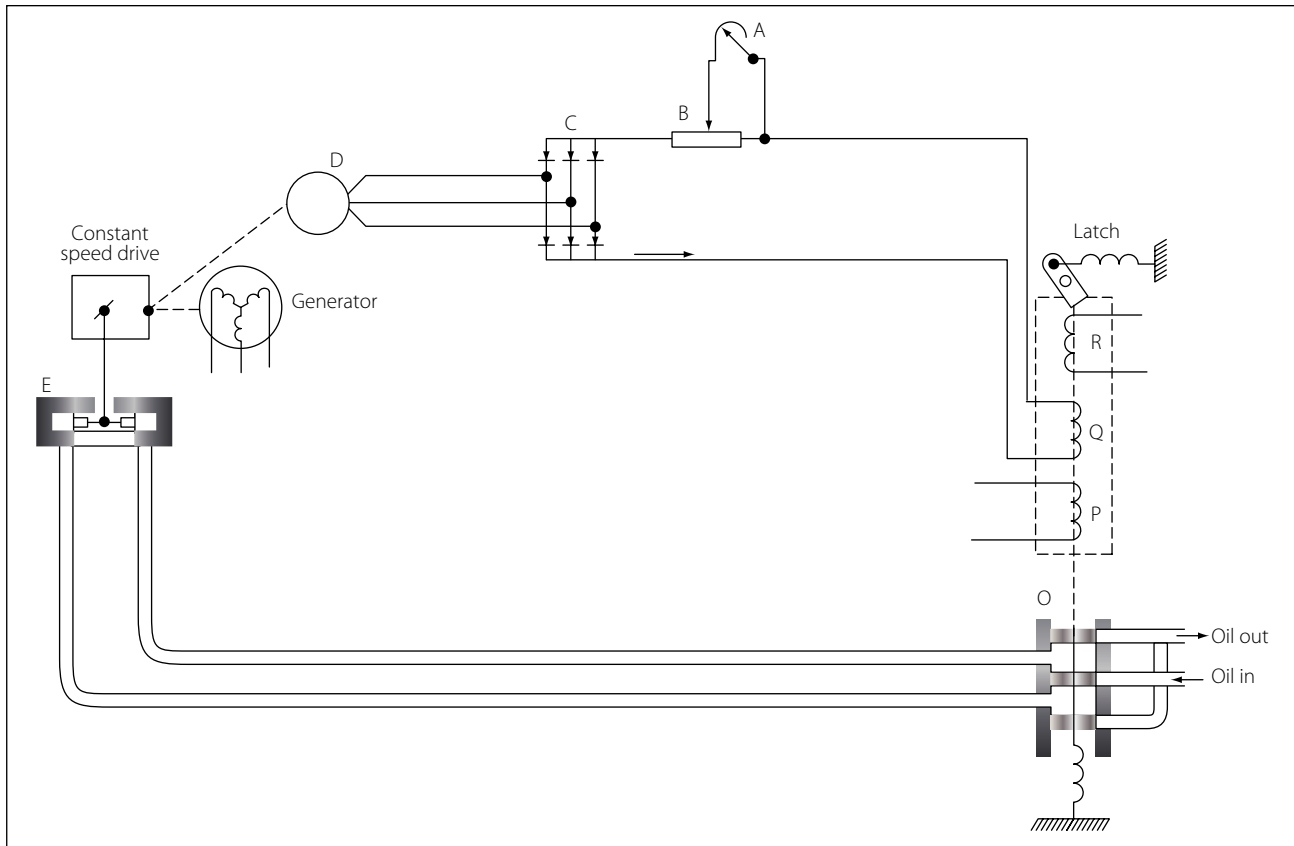 A
B
C
D
Constant
speed drive
Generator
Latch
R
E
Q
P
O
Oil out
Oil in